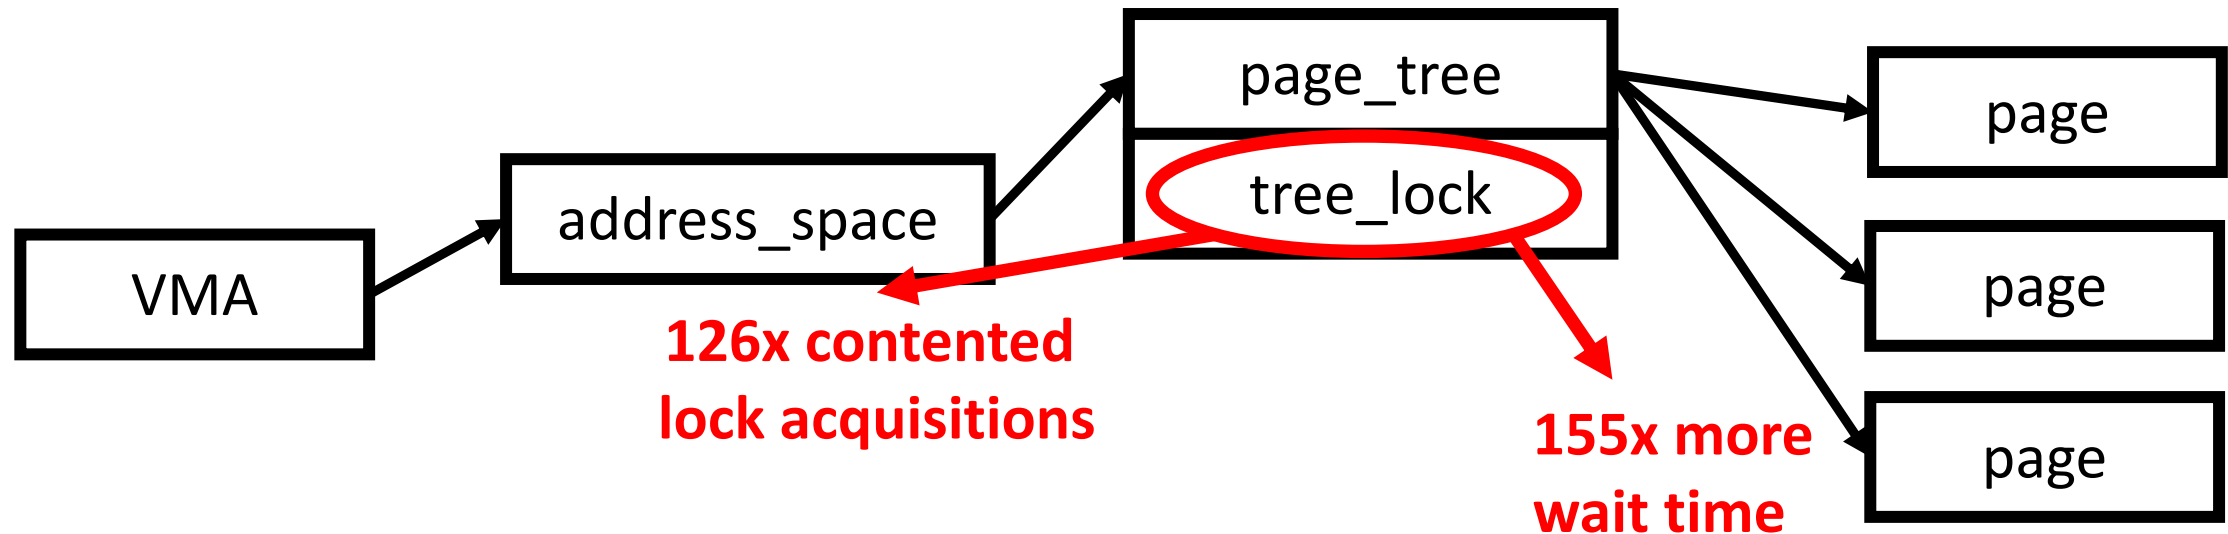 VMA
address_space
page_tree
tree_lock
page
page
page
126x contented
lock acquisitions
155x more
wait time